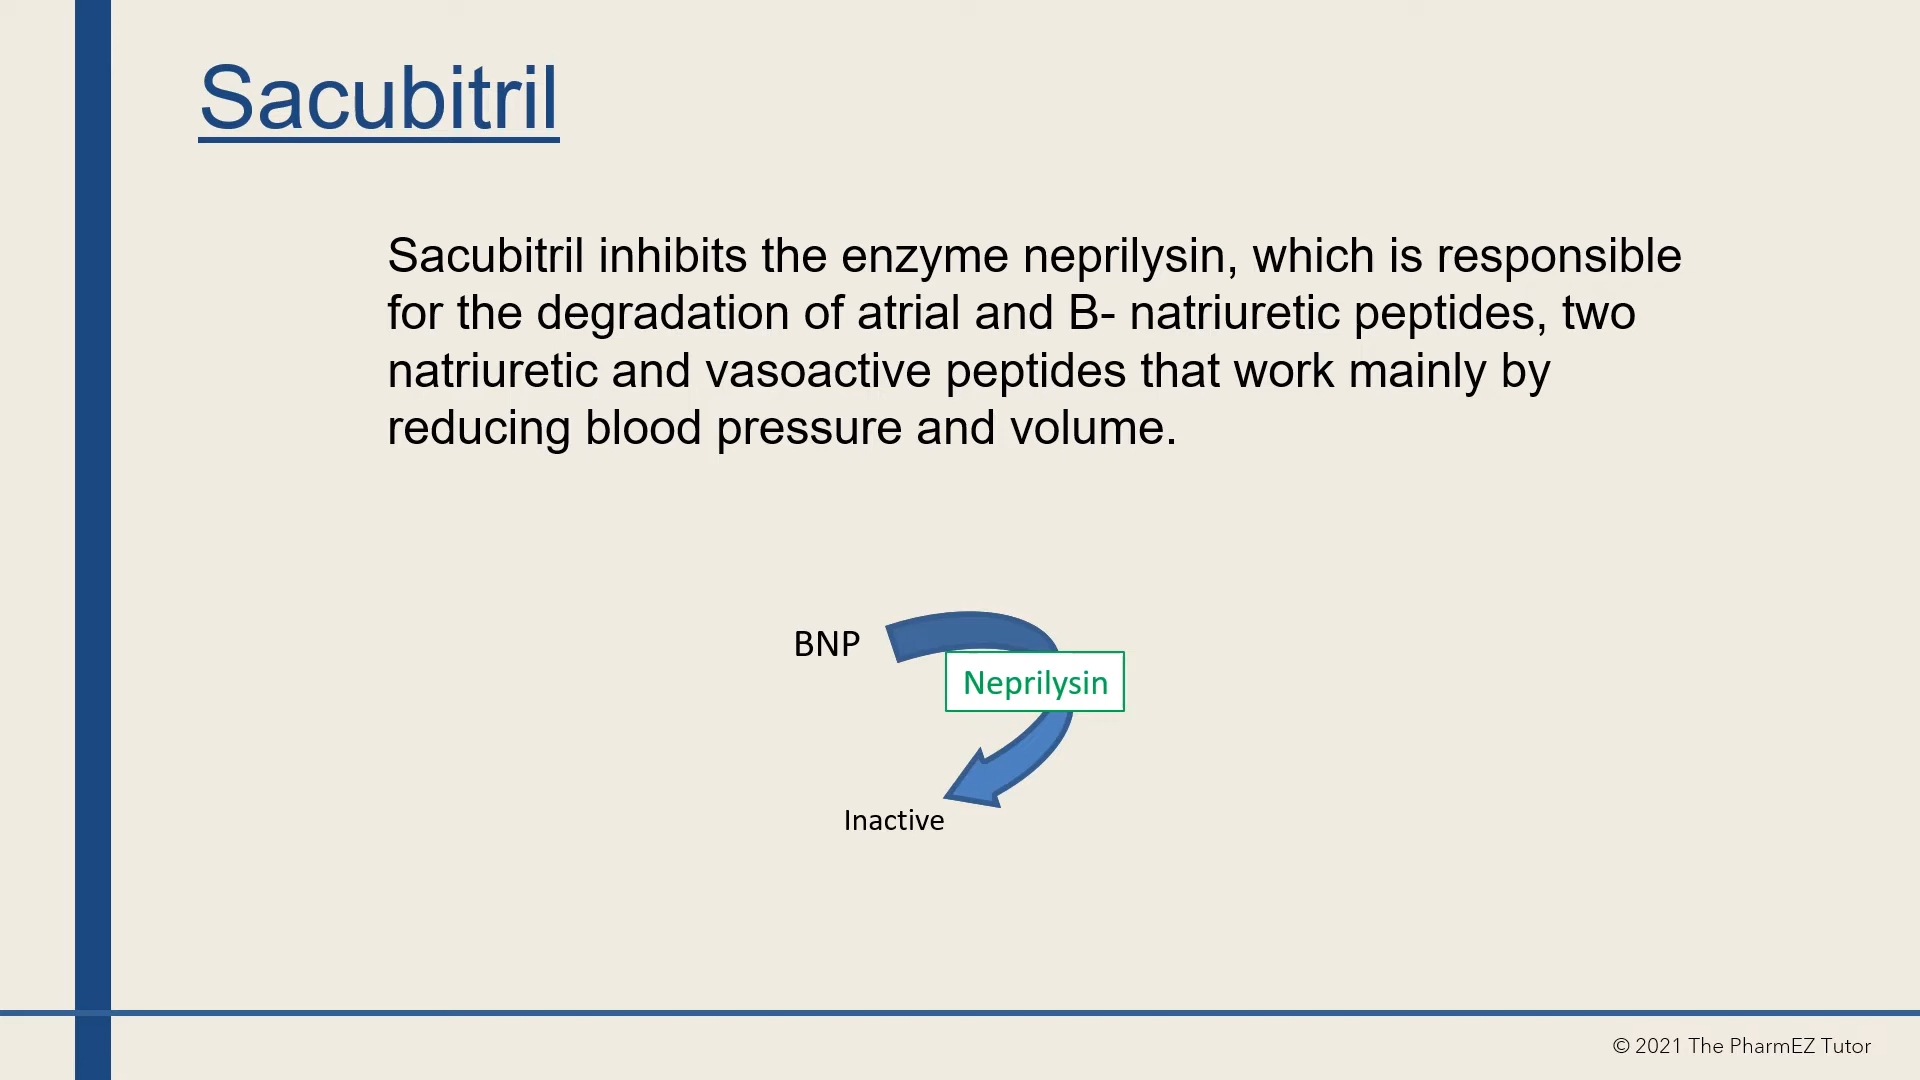 Sacubitril
Sacubitril inhibits the enzyme neprilysin, which is responsible
for the degradation of atrial and B- natriuretic peptides, two
natriuretic and vasoactive peptides that work mainly by
reducing blood pressure and volume.
BNP
Neprilysin
Inactive
© 2021 The PharmEZ Tutor